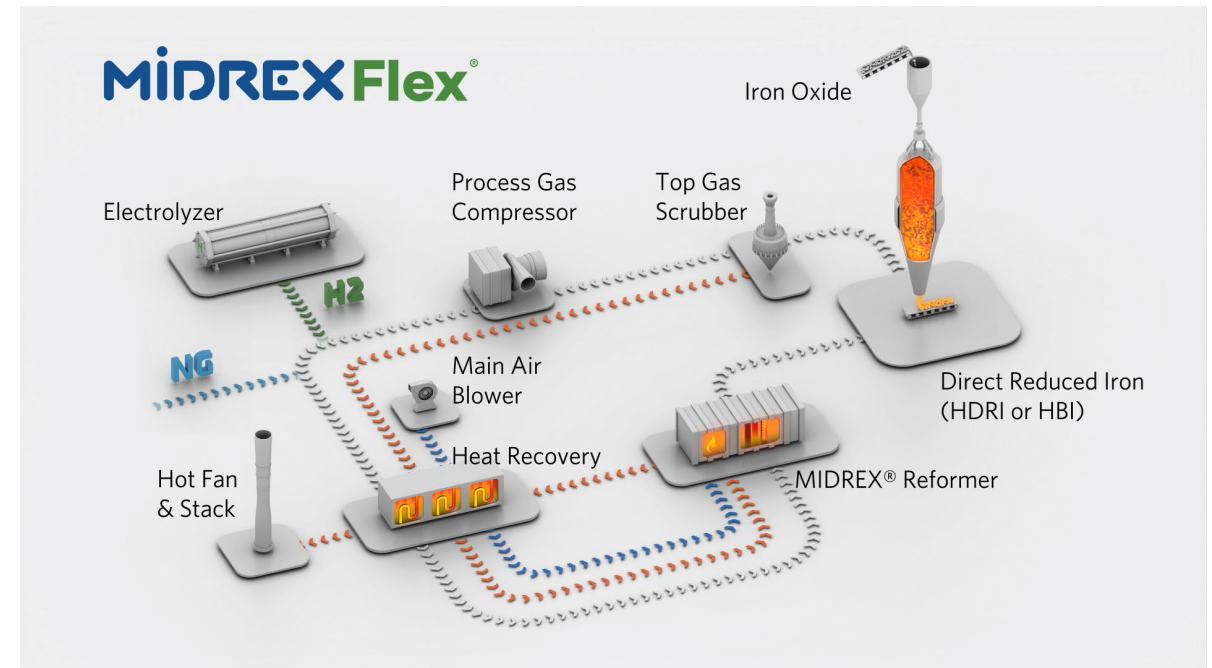 MIDREX Flex®
Iron Oxide
Process Gas
Compressor
Top Gas
Scrubber
Electrolyzer
H2
NG
Main Air
Blower
Direct Reduced Iron
(HDRI or HBI)
Heat Recovery
Hot Fan
& Stack
MIDREX® Reformer